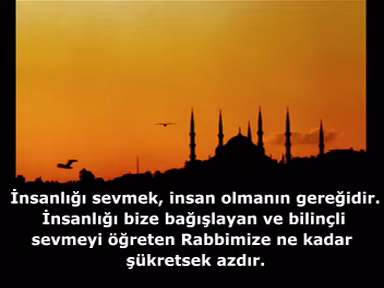 İnsanlığı sevmek, insan olmanın gereğidir.
İnsanlığı bize bağışlayan ve bilinçli
sevmeyi öğreten Rabbimize ne kadar
şükretsek azdır.